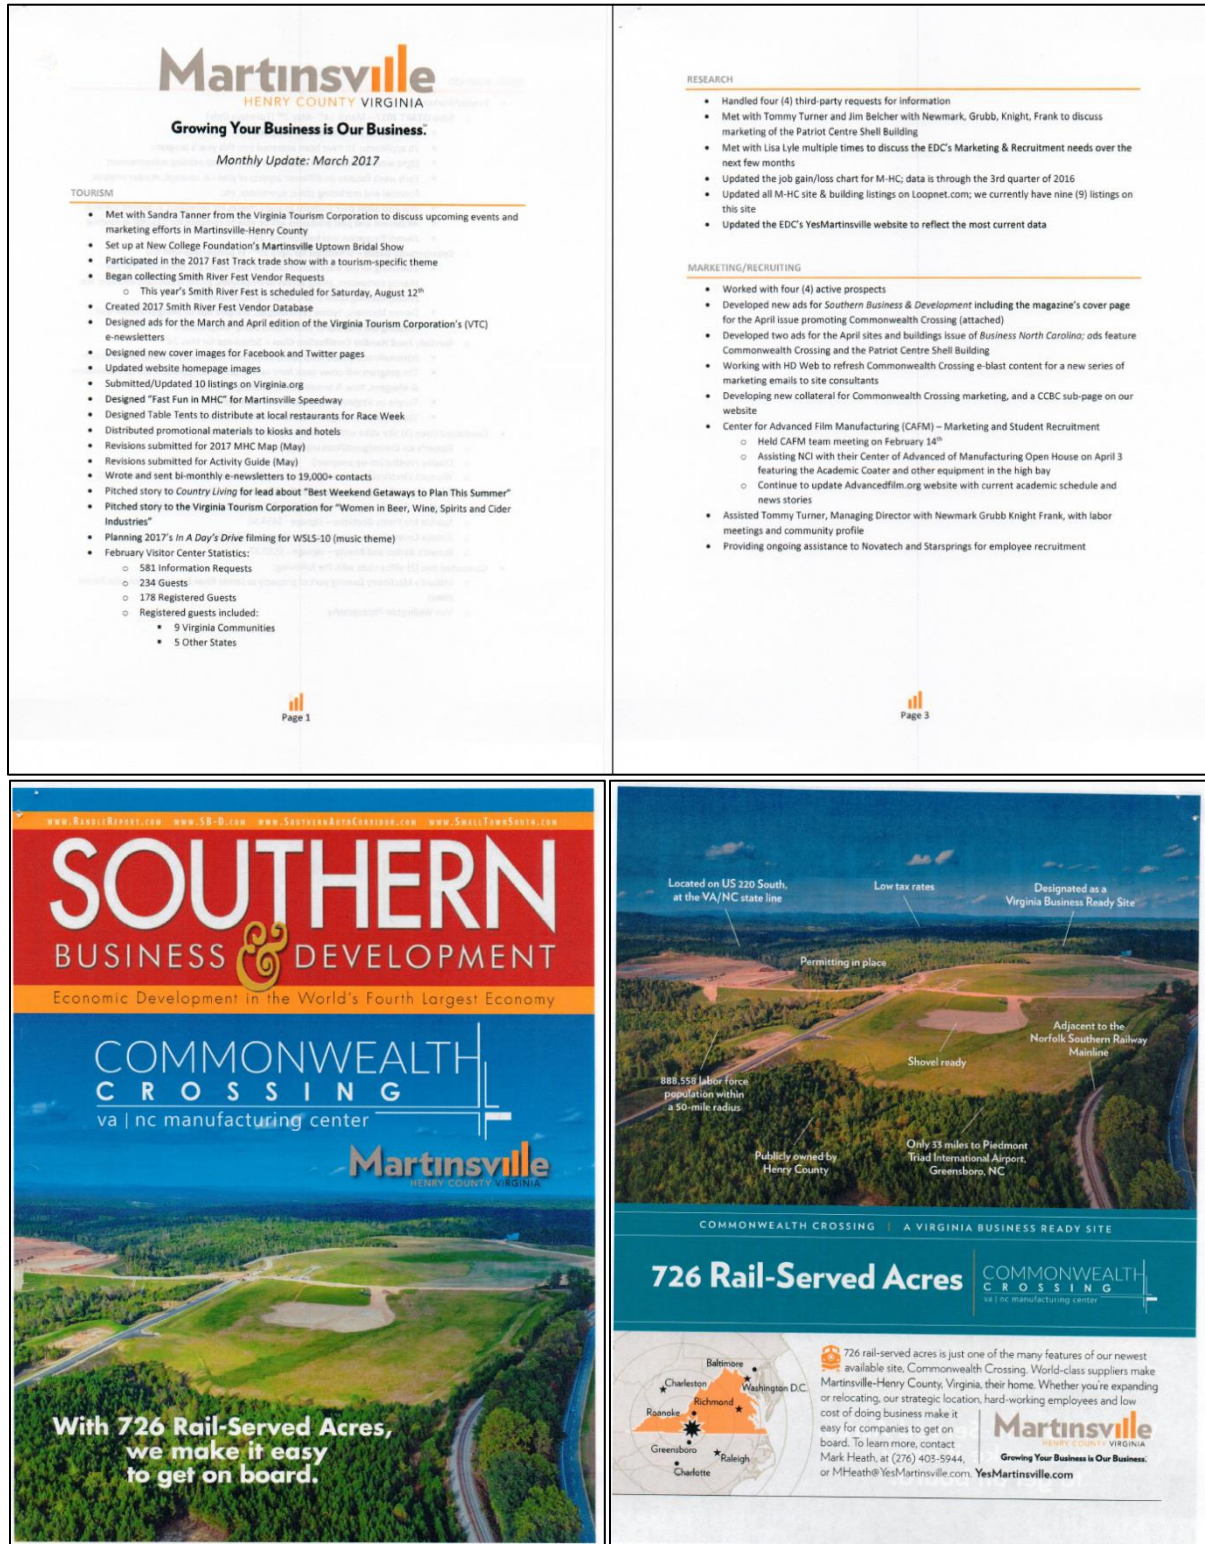 Martinsville
HENRY COUNTY VIRGINIA
Growing Your Business is Our Business.
Monthly Update: March 2017
TOURISM
• Met with Sandra Tanner from the Virginia Tourism Corporation to discuss upcoming events and
marketing efforts in Martinsville-Henry County
• Set up at New College Foundation's Martinsville Uptown Bridal Show
• Participated in the 2017 Fast Track trade show with a tourism-specific theme
• Began collecting Smith River Fest Vendor Requests
o This year's Smith River Fest is scheduled for Saturday, August 12th
• Created 2017 Smith River Fest Vendor Database
• Designed ads for the March and April edition of the Virginia Tourism Corporation's (VTC)
e-newsletters
• Designed new cover images for Facebook and Twitter pages
• Updated website homepage images
• Submitted/Updated 10 listings on Virginia.org
• Designed "Fast Fun in MHC" for Martinsville Speedway
• Designed Table Tents to distribute at local restaurants for Race Week
• Distributed promotional materials to kiosks and hotels
• Revisions submitted for 2017 MHC Map (May)
• Revisions submitted for Activity Guide (May)
• Wrote and sent bi-monthly e-newsletters to 19,000+ contacts
• Pitched story to Country Living for lead about "Best Weekend Getaways to Plan This Summer"
• Pitched story to the Virginia Tourism Corporation for "Women in Beer, Wine, Spirits and Cider
Industries"
• Planning 2017's In A Day's Drive filming for WSLS-10 (music theme)
• February Visitor Center Statistics:
o 581 Information Requests
o 234 Guests
o 178 Registered Guests
o Registered guests included:
▪ 9 Virginia Communities
▪ 5 Other States
Page 1
RESEARCH
• Handled four (4) third-party requests for information
• Met with Tommy Turner and Jim Belcher with Newmark, Grubb, Knight, Frank to discuss
marketing of the Patriot Centre Shell Building
• Met with Lisa Lyle multiple times to discuss the EDC's Marketing & Recruitment needs over the
next few months
• Updated the job gain/loss chart for M-HC; data is through the 3rd quarter of 2016
• Updated all M-HC site & building listings on Loopnet.com; we currently have nine (9) listings on
this site
• Updated the EDC's YesMartinsville website to reflect the most current data
MARKETING/RECRUITING
• Worked with four (4) active prospects
• Developed new ads for Southern Business & Development including the magazine's cover page
for the April issue promoting Commonwealth Crossing (attached)
• Developed two ads for the April sites and buildings issue of Business North Carolina; ads feature
Commonwealth Crossing and the Patriot Centre Shell Building
• Working with HD Web to refresh Commonwealth Crossing e-blast content for a new series of
marketing emails to site consultants
• Developing new collateral for Commonwealth Crossing marketing, and a CCBC sub-page on our
website
• Center for Advanced Film Manufacturing (CAFM) – Marketing and Student Recruitment
o Held CAFM team meeting on February 14th
o Assisting NCI with their Center of Advanced of Manufacturing Open House on April 3
featuring the Academic Coater and other equipment in the high bay
o Continue to update Advancedfilm.org website with current academic schedule and
news stories
• Assisted Tommy Turner, Managing Director with Newmark Grubb Knight Frank, with labor
meetings and community profile
• Providing ongoing assistance to Novatech and Starsprings for employee recruitment
Page 3
www.RandleReport.com www.SB-D.com www.SouthernAutoCorridor.com www.SmallTownSouth.com
SOUTHERN
BUSINESS & DEVELOPMENT
Economic Development in the World's Fourth Largest Economy
COMMONWEALTH
CROSSING
va | nc manufacturing center
Martinsville
HENRY COUNTY VIRGINIA
With 726 Rail-Served Acres,
we make it easy
to get on board.
Located on US 220 South,
at the VA/NC state line
Low tax rates
Designated as a
Virginia Business Ready Site
Permitting in place
Adjacent to the
Norfolk Southern Railway
Mainline
Shovel ready
888,558 labor force
population within
a 50-mile radius
Publicly owned by
Henry County
Only 33 miles to Piedmont
Triad International Airport,
Greensboro, NC
COMMONWEALTH CROSSING | A VIRGINIA BUSINESS READY SITE
726 Rail-Served Acres
COMMONWEALTH
CROSSING
va | nc manufacturing center
Baltimore
Charleston
Washington D.C.
Richmond
Roanoke
Greensboro
Raleigh
Charlotte
726 rail-served acres is just one of the many features of our newest
available site, Commonwealth Crossing. World-class suppliers make
Martinsville-Henry County, Virginia, their home. Whether you're expanding
or relocating, our strategic location, hard-working employees and low
cost of doing business make it
easy for companies to get on
board. To learn more, contact
Mark Heath, at (276) 403-5944,
or MHeath@YesMartinsville.com. YesMartinsville.com
Martinsville
HENRY COUNTY VIRGINIA
Growing Your Business is Our Business.